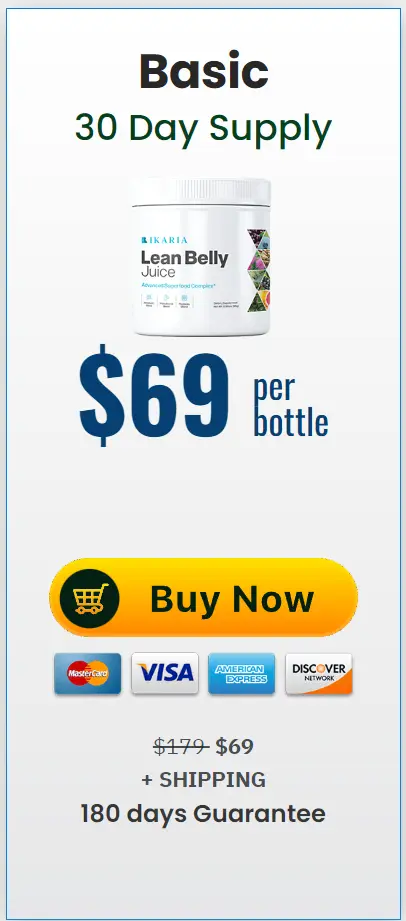 Basic
30 Day Supply
IKARIA
Lean Belly
Juice
Advanced Superfood Complex*
$69 per
bottle
Buy Now
MasterCard VISA AMERICAN EXPRESS DISCOVER NETWORK
$179 $69
+ SHIPPING
180 days Guarantee